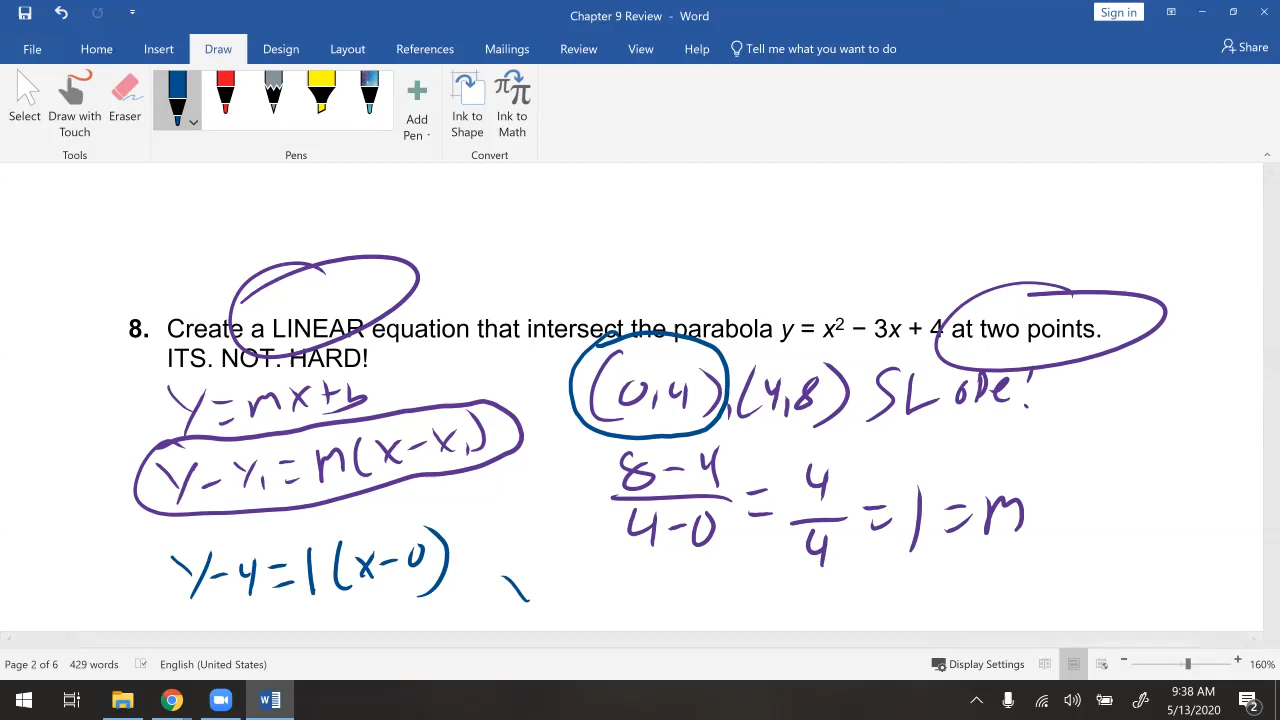 Chapter 9 Review - Word
Sign in
File Home Insert Draw Design Layout References Mailings Review View Help Tell me what you want to do Share
Select
Draw with Touch
Eraser
Add Pen
Ink to Shape
Ink to Math
Tools Pens Convert
8. Create a LINEAR equation that intersect the parabola y = x² − 3x + 4 at two points.
ITS. NOT. HARD!
y = mx + b
(0,4), (4,8) SLOPE!
y − y₁ = m(x − x₁)
8 − 4 / 4 − 0 = 4 / 4 = 1 = m
y − 4 = 1(x − 0)
Page 2 of 6 429 words English (United States) Display Settings 160%
9:38 AM
5/13/2020
2